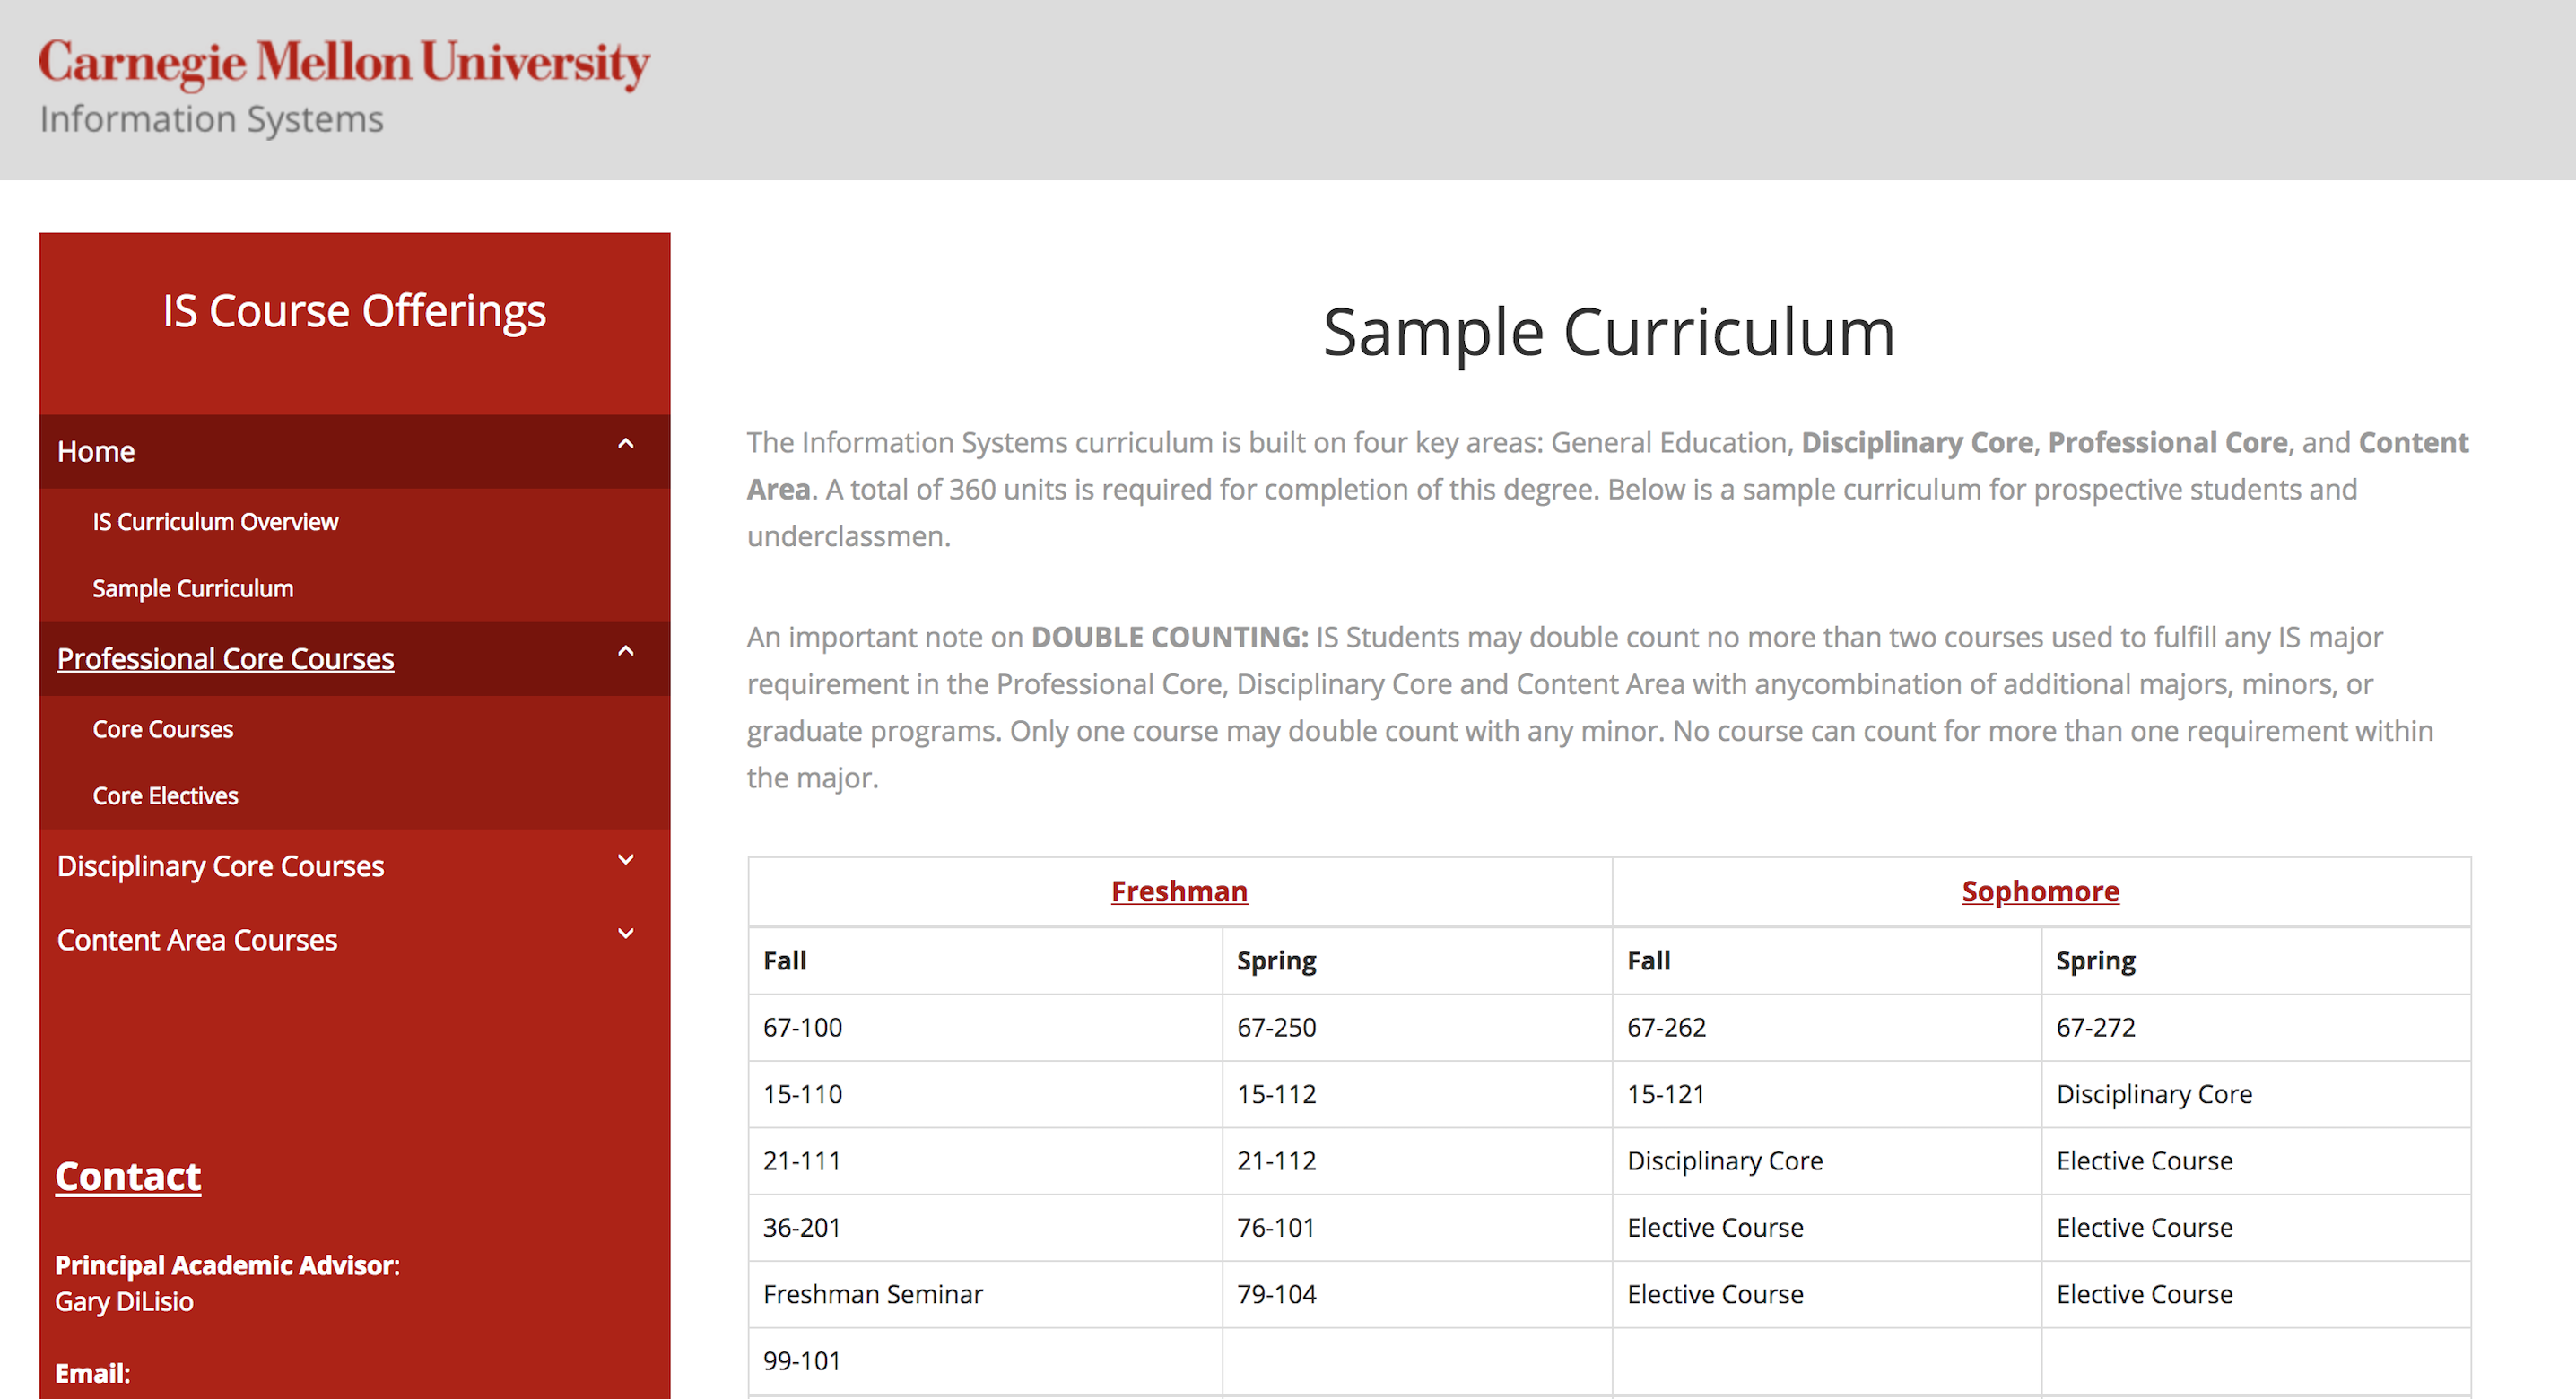 Carnegie Mellon University
Information Systems
IS Course Offerings
Home
IS Curriculum Overview
Sample Curriculum
Professional Core Courses
Core Courses
Core Electives
Disciplinary Core Courses
Content Area Courses
Contact
Principal Academic Advisor:
Gary DiLisio
Email:
Sample Curriculum
The Information Systems curriculum is built on four key areas: General Education, Disciplinary Core, Professional Core, and Content
Area. A total of 360 units is required for completion of this degree. Below is a sample curriculum for prospective students and
underclassmen.
An important note on DOUBLE COUNTING: IS Students may double count no more than two courses used to fulfill any IS major
requirement in the Professional Core, Disciplinary Core and Content Area with anycombination of additional majors, minors, or
graduate programs. Only one course may double count with any minor. No course can count for more than one requirement within
the major.
Freshman Sophomore
Fall Spring Fall Spring
67-100 67-250 67-262 67-272
15-110 15-112 15-121 Disciplinary Core
21-111 21-112 Disciplinary Core Elective Course
36-201 76-101 Elective Course Elective Course
Freshman Seminar 79-104 Elective Course Elective Course
99-101